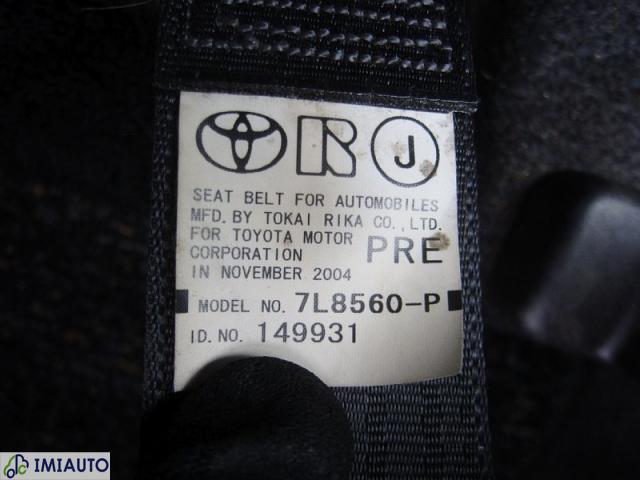 R J
SEAT BELT FOR AUTOMOBILES
MFD. BY TOKAI RIKA CO., LTD.
FOR TOYOTA MOTOR
CORPORATION PRE
IN NOVEMBER 2004
MODEL NO. 7L8560-P
ID. NO. 149931
IMIAUTO